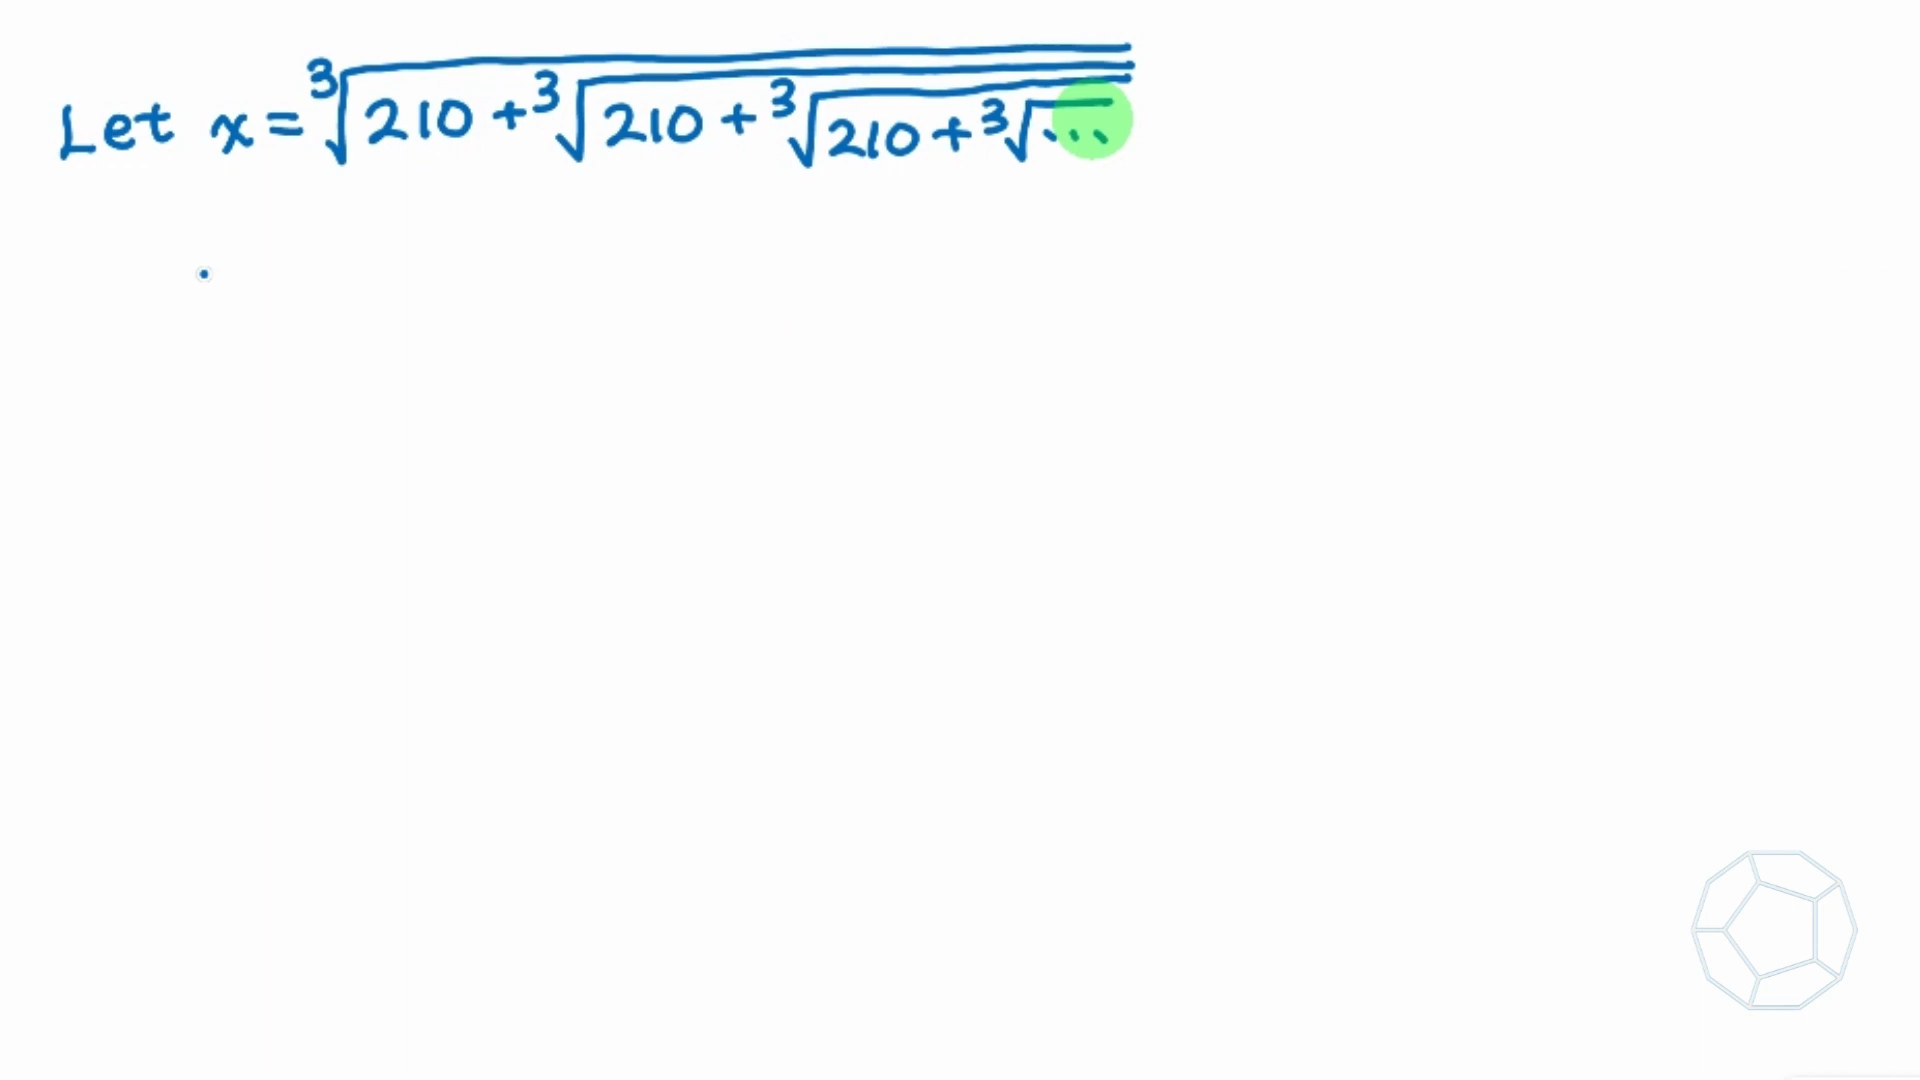 Let x = ∛(210 + ∛(210 + ∛(210 + ∛(...))))